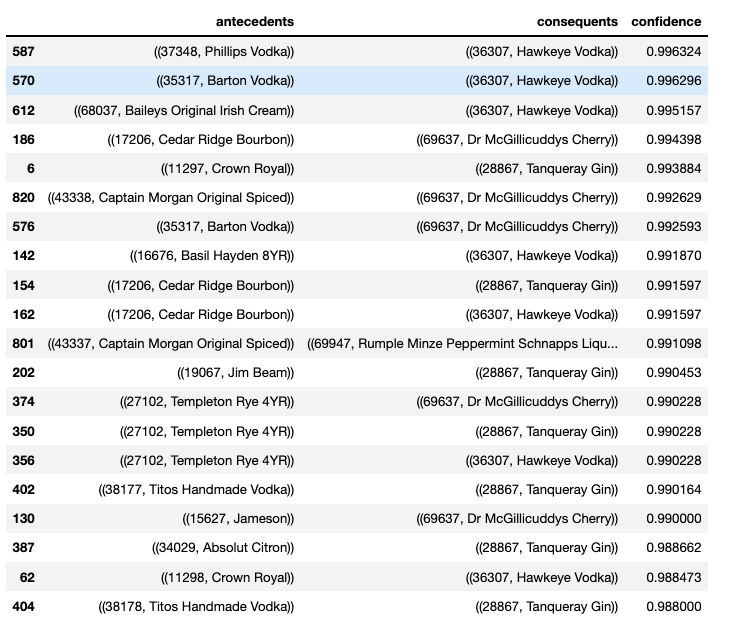 antecedents consequents confidence
587 ((37348, Phillips Vodka)) ((36307, Hawkeye Vodka)) 0.996324
570 ((35317, Barton Vodka)) ((36307, Hawkeye Vodka)) 0.996296
612 ((68037, Baileys Original Irish Cream)) ((36307, Hawkeye Vodka)) 0.995157
186 ((17206, Cedar Ridge Bourbon)) ((69637, Dr McGillicuddys Cherry)) 0.994398
6 ((11297, Crown Royal)) ((28867, Tanqueray Gin)) 0.993884
820 ((43338, Captain Morgan Original Spiced)) ((69637, Dr McGillicuddys Cherry)) 0.992629
576 ((35317, Barton Vodka)) ((69637, Dr McGillicuddys Cherry)) 0.992593
142 ((16676, Basil Hayden 8YR)) ((36307, Hawkeye Vodka)) 0.991870
154 ((17206, Cedar Ridge Bourbon)) ((28867, Tanqueray Gin)) 0.991597
162 ((17206, Cedar Ridge Bourbon)) ((36307, Hawkeye Vodka)) 0.991597
801 ((43337, Captain Morgan Original Spiced)) ((69947, Rumple Minze Peppermint Schnapps Liqu... 0.991098
202 ((19067, Jim Beam)) ((28867, Tanqueray Gin)) 0.990453
374 ((27102, Templeton Rye 4YR)) ((69637, Dr McGillicuddys Cherry)) 0.990228
350 ((27102, Templeton Rye 4YR)) ((28867, Tanqueray Gin)) 0.990228
356 ((27102, Templeton Rye 4YR)) ((36307, Hawkeye Vodka)) 0.990228
402 ((38177, Titos Handmade Vodka)) ((28867, Tanqueray Gin)) 0.990164
130 ((15627, Jameson)) ((69637, Dr McGillicuddys Cherry)) 0.990000
387 ((34029, Absolut Citron)) ((28867, Tanqueray Gin)) 0.988662
62 ((11298, Crown Royal)) ((36307, Hawkeye Vodka)) 0.988473
404 ((38178, Titos Handmade Vodka)) ((28867, Tanqueray Gin)) 0.988000